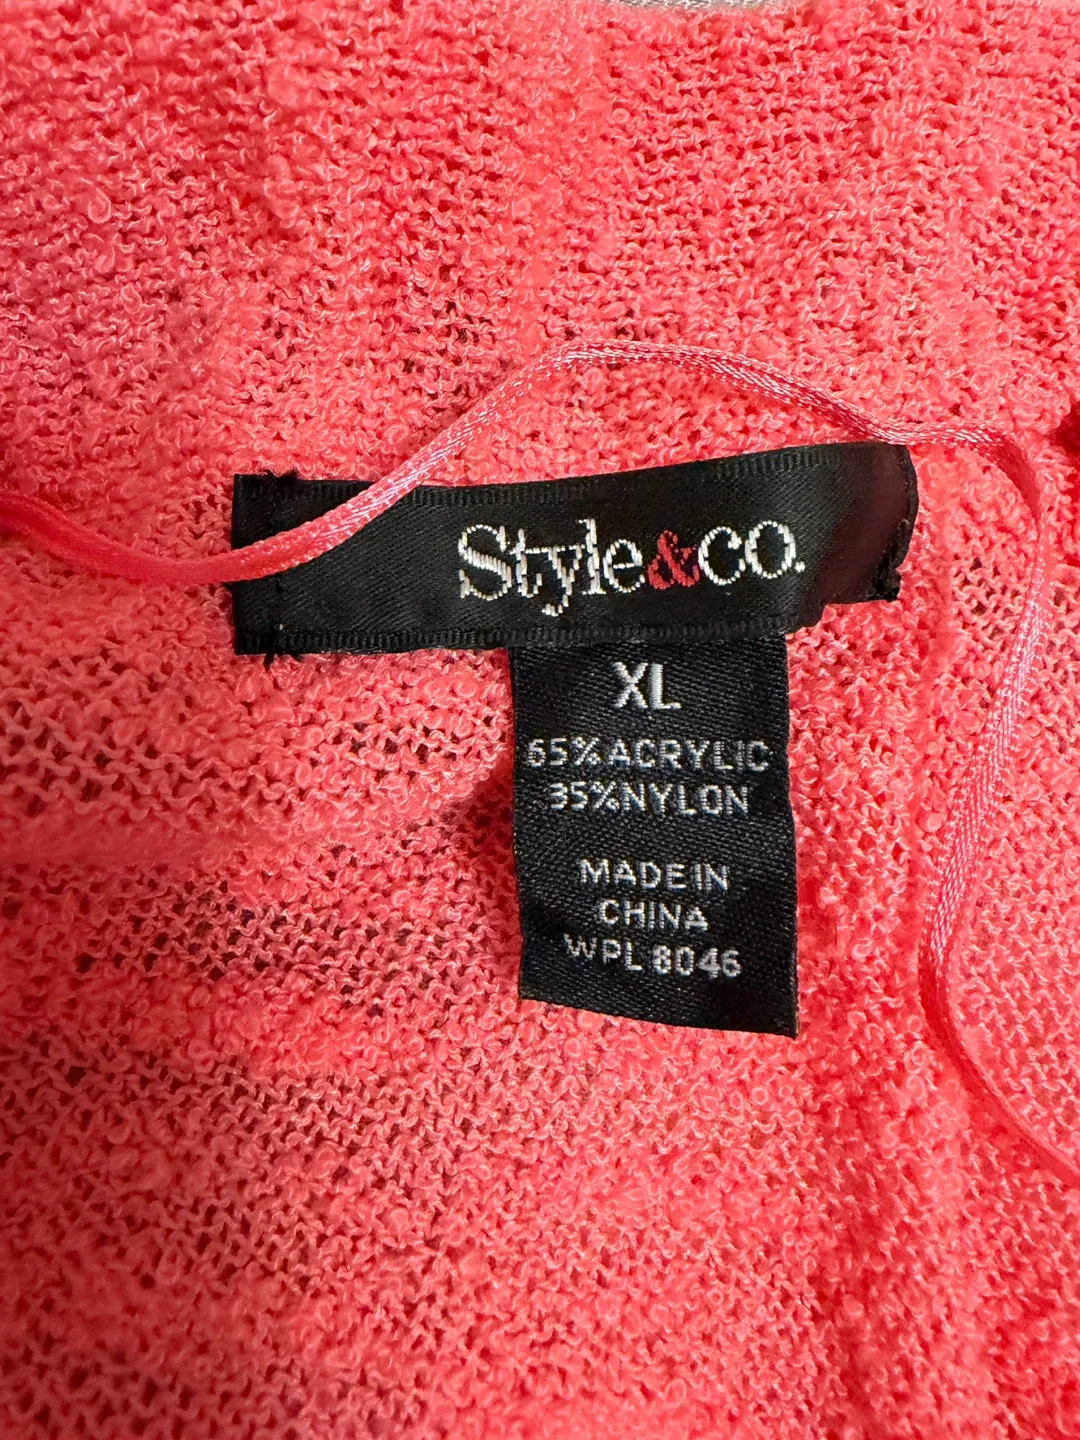 Style&co.
XL
65%ACRYLIC
35%NYLON
MADE IN
CHINA
WPL 8046